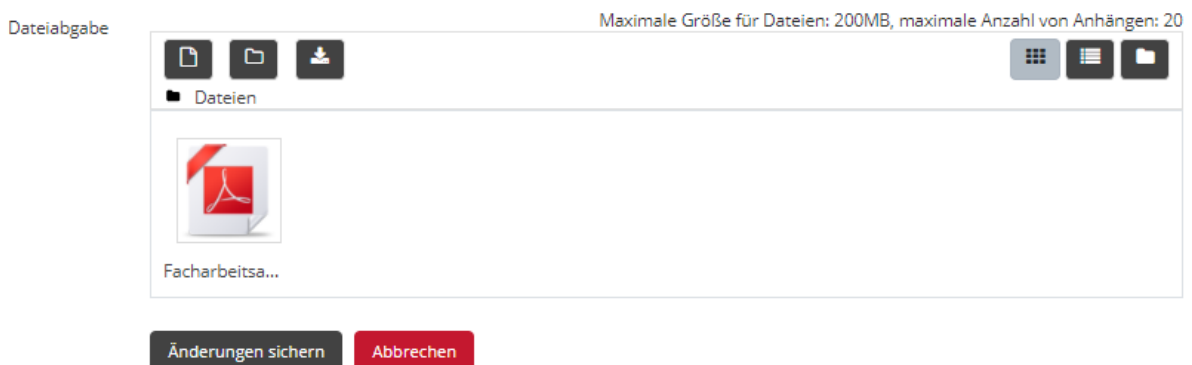 Maximale Größe für Dateien: 200MB, maximale Anzahl von Anhängen: 20
Dateiabgabe
Dateien
Facharbeitsa...
Änderungen sichern
Abbrechen